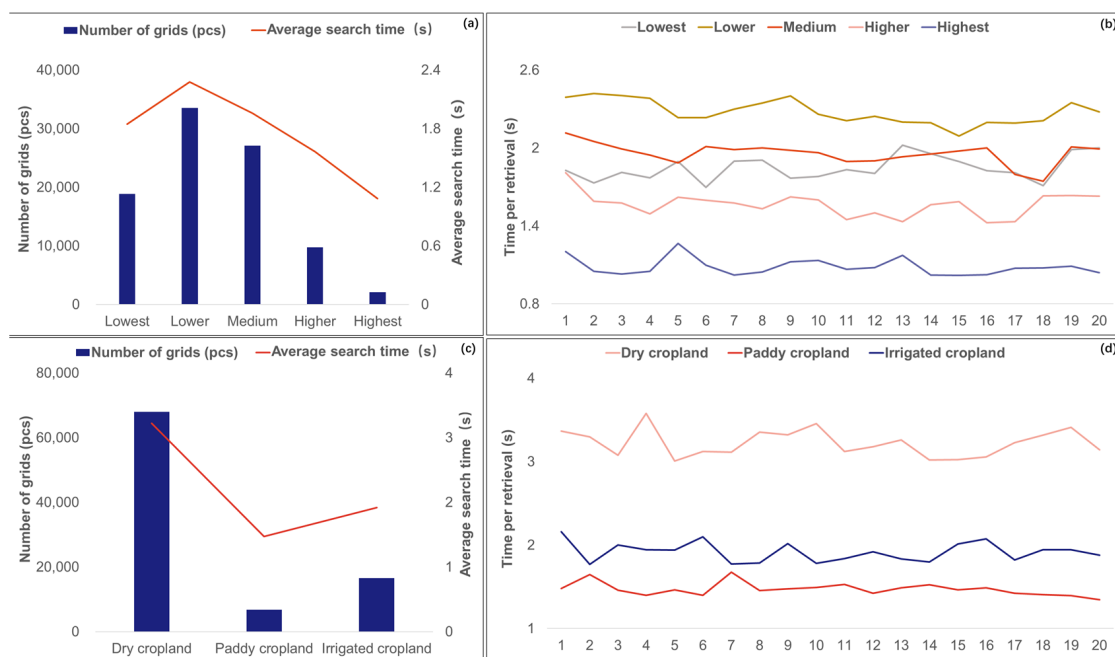 Number of grids (pcs) Average search time (s) (a)
Number of grids (pcs)
40,000
30,000
20,000
10,000
0
2.4
1.8
1.2
0.6
0
Average search time (s)
Lowest Lower Medium Higher Highest
Lowest Lower Medium Higher Highest (b)
Time per retrieval (s)
2.6
2
1.4
0.8
1 2 3 4 5 6 7 8 9 10 11 12 13 14 15 16 17 18 19 20
Number of grids (pcs) Average search time (s) (c)
Number of grids (pcs)
80,000
60,000
40,000
20,000
0
4
3
2
1
0
Average search time (s)
Dry cropland Paddy cropland Irrigated cropland
Dry cropland Paddy cropland Irrigated cropland (d)
Time per retrieval (s)
4
3
2
1
1 2 3 4 5 6 7 8 9 10 11 12 13 14 15 16 17 18 19 20